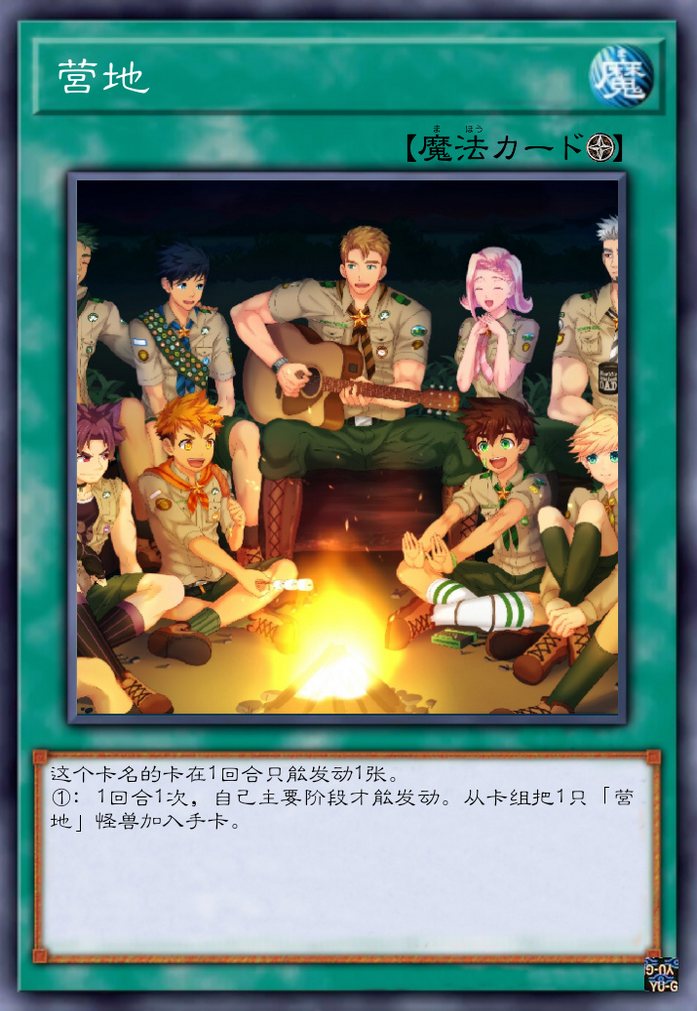 营地
魔
【魔法カード】
まほう
这个卡名的卡在1回合只能发动1张。
①：1回合1次，自己主要阶段才能发动。从卡组把1只「营
地」怪兽加入手卡。
DAD
YU-G
YU-G